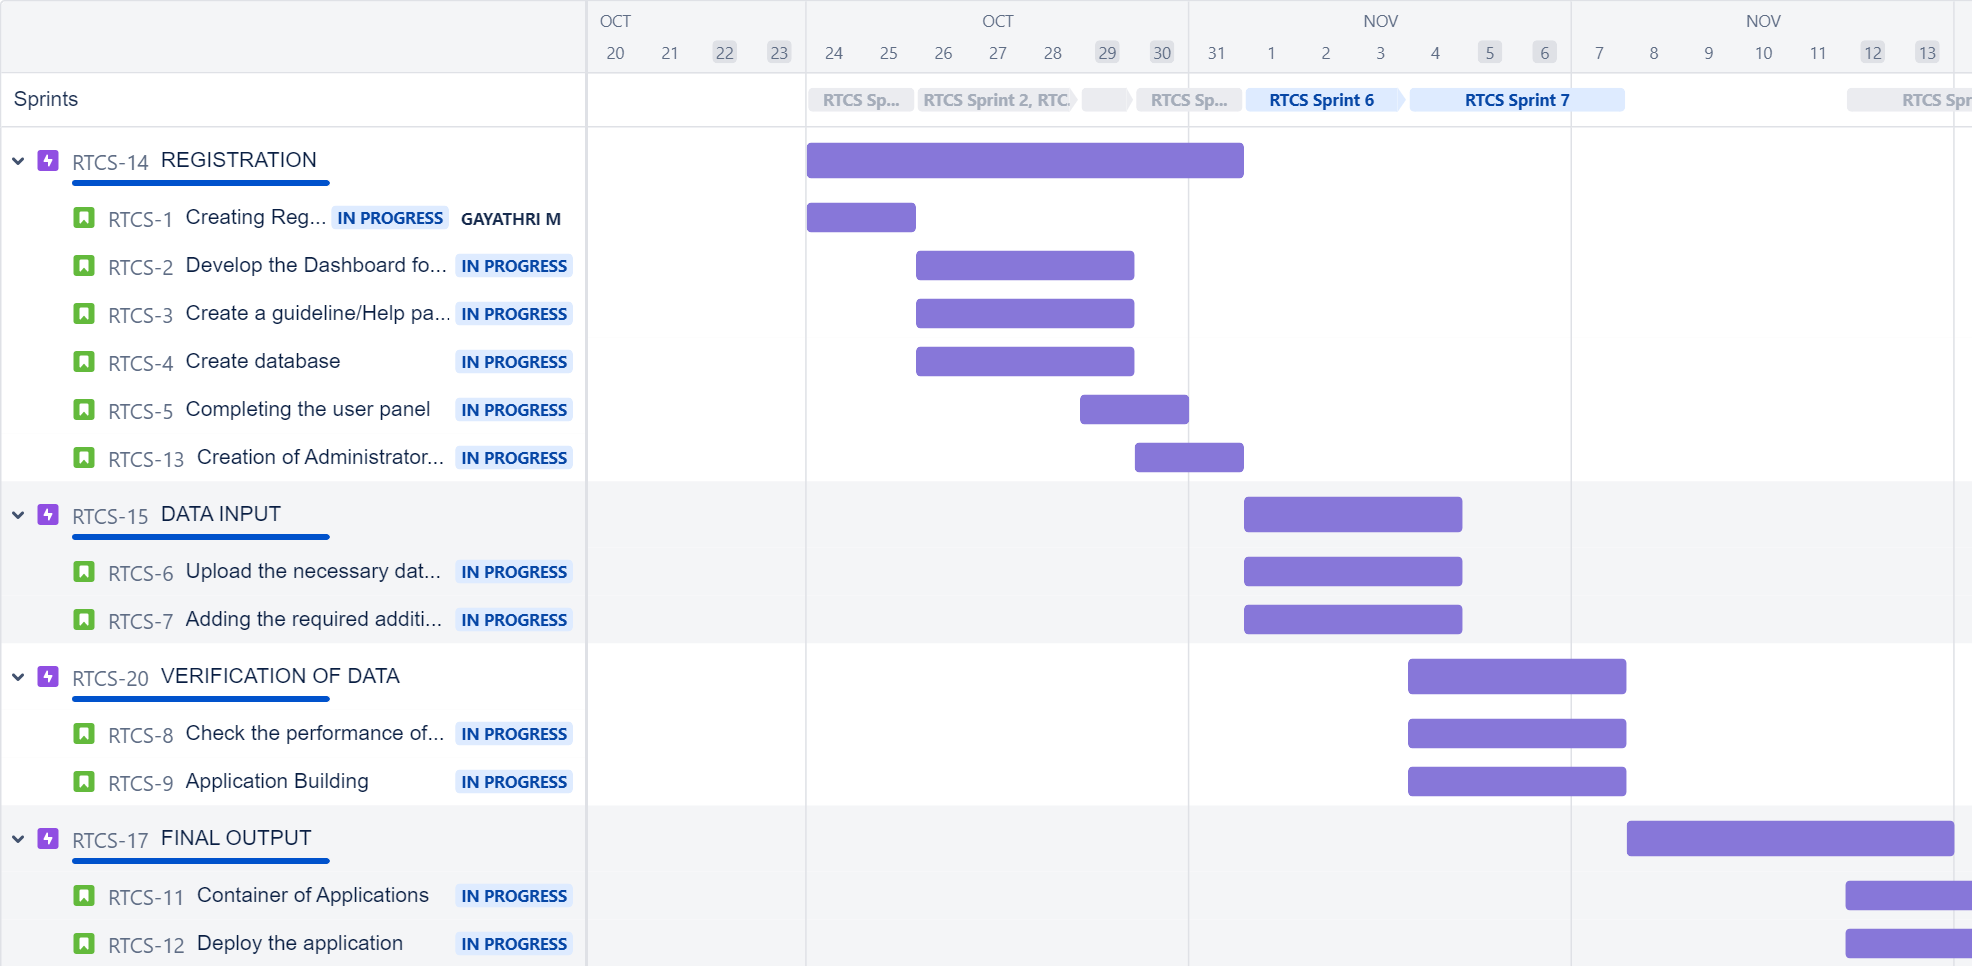 OCT OCT NOV NOV
20 21 22 23 24 25 26 27 28 29 30 31 1 2 3 4 5 6 7 8 9 10 11 12 13
Sprints RTCS Sp... RTCS Sprint 2, RTC. RTCS Sp... RTCS Sprint 6 RTCS Sprint 7 RTCS Spr
RTCS-14 REGISTRATION
RTCS-1 Creating Reg... IN PROGRESS GAYATHRI M
RTCS-2 Develop the Dashboard fo... IN PROGRESS
RTCS-3 Create a guideline/Help pa... IN PROGRESS
RTCS-4 Create database IN PROGRESS
RTCS-5 Completing the user panel IN PROGRESS
RTCS-13 Creation of Administrator... IN PROGRESS
RTCS-15 DATA INPUT
RTCS-6 Upload the necessary dat... IN PROGRESS
RTCS-7 Adding the required additi... IN PROGRESS
RTCS-20 VERIFICATION OF DATA
RTCS-8 Check the performance of... IN PROGRESS
RTCS-9 Application Building IN PROGRESS
RTCS-17 FINAL OUTPUT
RTCS-11 Container of Applications IN PROGRESS
RTCS-12 Deploy the application IN PROGRESS